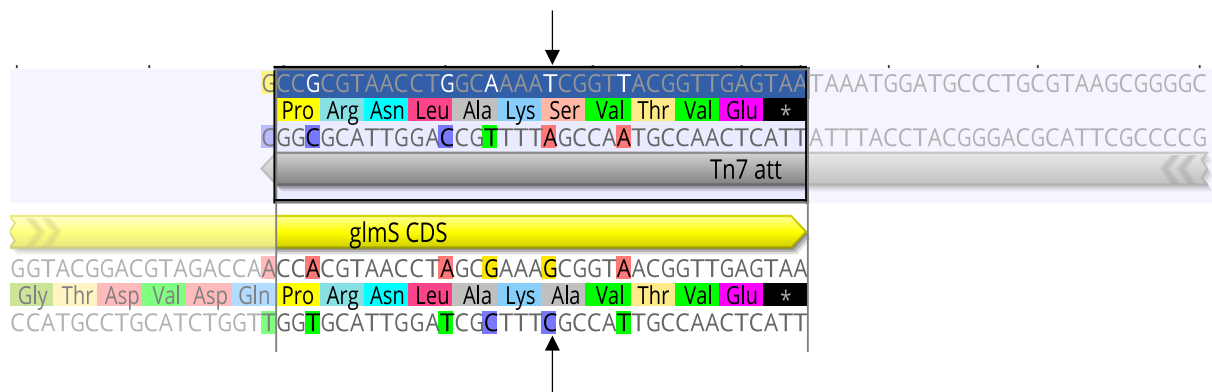 GCCGCGTAACCTGGCAAAATCGGTTACGGTTGAGTAATAAATGGATGCCCTGCGTAAGCGGGGC
Pro Arg Asn Leu Ala Lys Ser Val Thr Val Glu *
CGGCGCATTGGACCGTTTTAGCCAATGCCAACTCATTATTTACCTACGGGACGCATTCGCCCCG
Tn7 att
glmS CDS
GGTACGGACGTAGACCAACCACGTAACCTAGCGAAAGCGGTAACGGTTGAGTAA
Gly Thr Asp Val Asp Gln Pro Arg Asn Leu Ala Lys Ala Val Thr Val Glu *
CCATGCCTGCATCTGGTTGGTGCATTGGATCGCTTTCGCCATTGCCAACTCATT